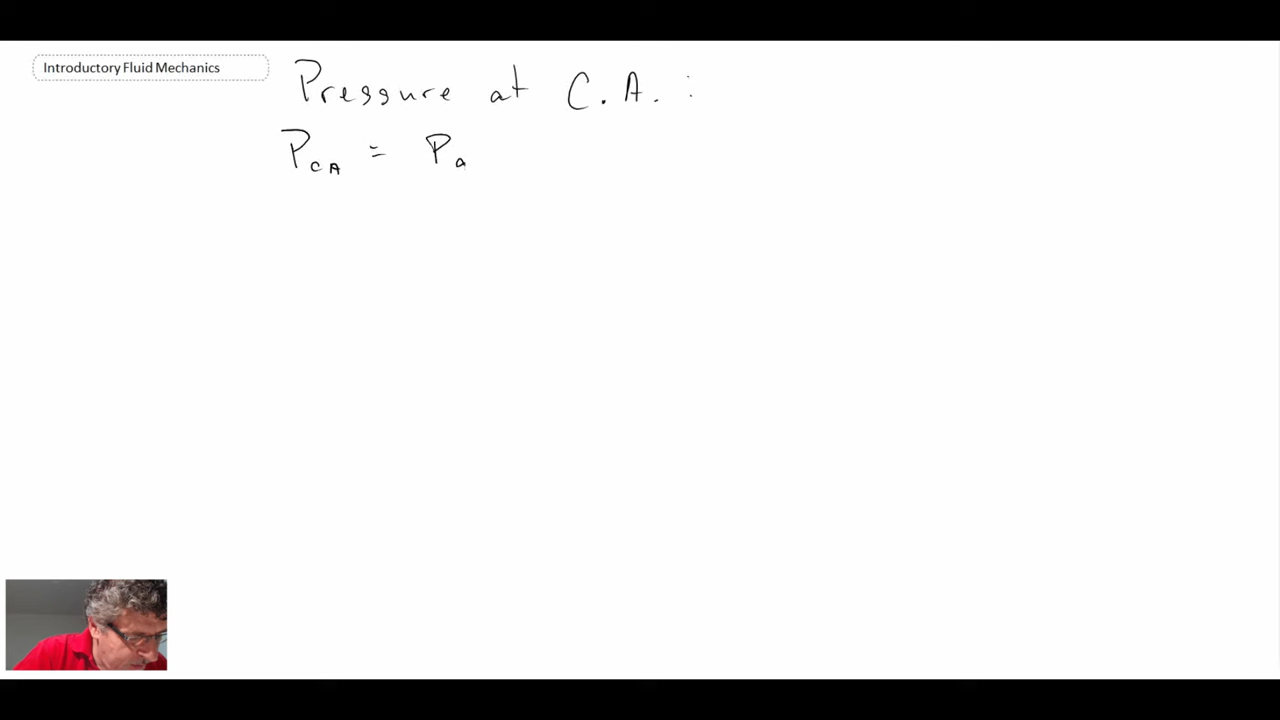 Introductory Fluid Mechanics
Pressure at C.A. :
P_CA = P_a